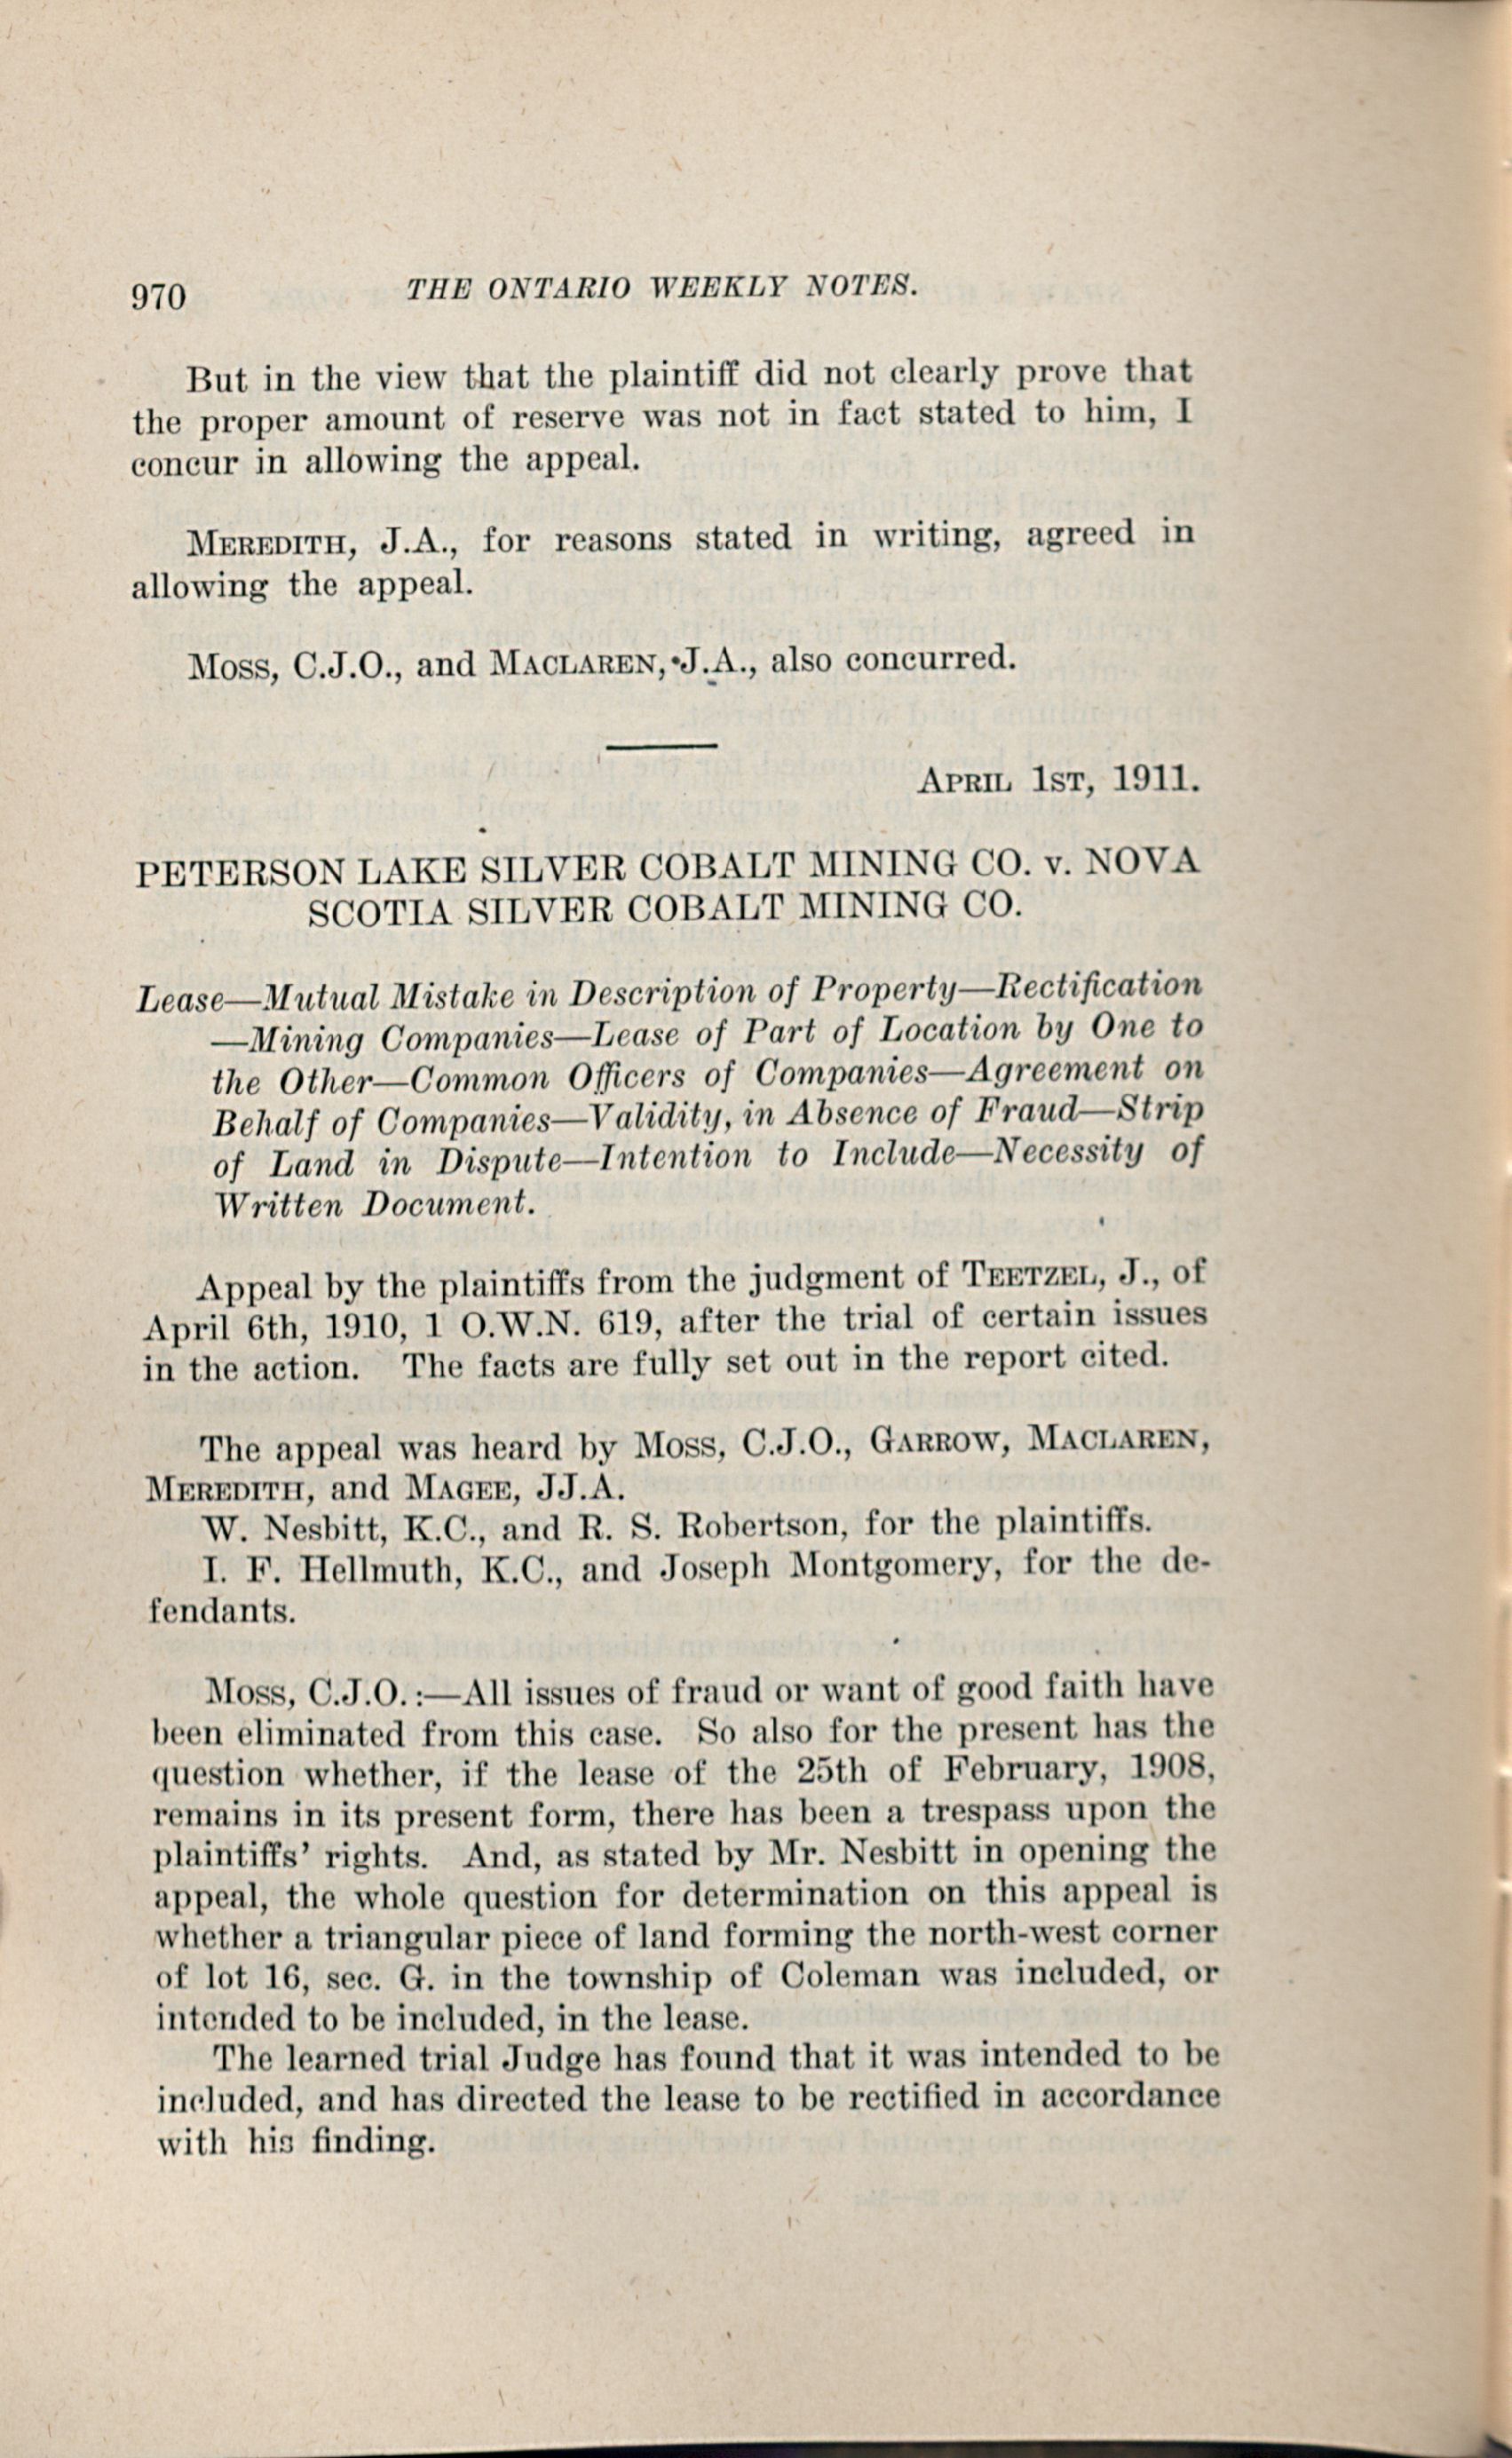 970 THE ONTARIO WEEKLY NOTES.
But in the view that the plaintiff did not clearly prove that
the proper amount of reserve was not in fact stated to him, I
concur in allowing the appeal.
MEREDITH, J.A., for reasons stated in writing, agreed in
allowing the appeal.
MOSS, C.J.O., and MACLAREN, J.A., also concurred.
APRIL 1ST, 1911.
PETERSON LAKE SILVER COBALT MINING CO. v. NOVA
SCOTIA SILVER COBALT MINING CO.
Lease—Mutual Mistake in Description of Property—Rectification
—Mining Companies—Lease of Part of Location by One to
the Other—Common Officers of Companies—Agreement on
Behalf of Companies—Validity, in Absence of Fraud—Strip
of Land in Dispute—Intention to Include—Necessity of
Written Document.
Appeal by the plaintiffs from the judgment of TEETZEL, J., of
April 6th, 1910, 1 O.W.N. 619, after the trial of certain issues
in the action. The facts are fully set out in the report cited.
The appeal was heard by MOSS, C.J.O., GARROW, MACLAREN,
MEREDITH, and MAGEE, JJ.A.
W. Nesbitt, K.C., and R. S. Robertson, for the plaintiffs.
I. F. Hellmuth, K.C., and Joseph Montgomery, for the de-
fendants.
MOSS, C.J.O.:—All issues of fraud or want of good faith have
been eliminated from this case. So also for the present has the
question whether, if the lease of the 25th of February, 1908,
remains in its present form, there has been a trespass upon the
plaintiffs' rights. And, as stated by Mr. Nesbitt in opening the
appeal, the whole question for determination on this appeal is
whether a triangular piece of land forming the north-west corner
of lot 16, sec. G. in the township of Coleman was included, or
intended to be included, in the lease.
The learned trial Judge has found that it was intended to be
included, and has directed the lease to be rectified in accordance
with his finding.